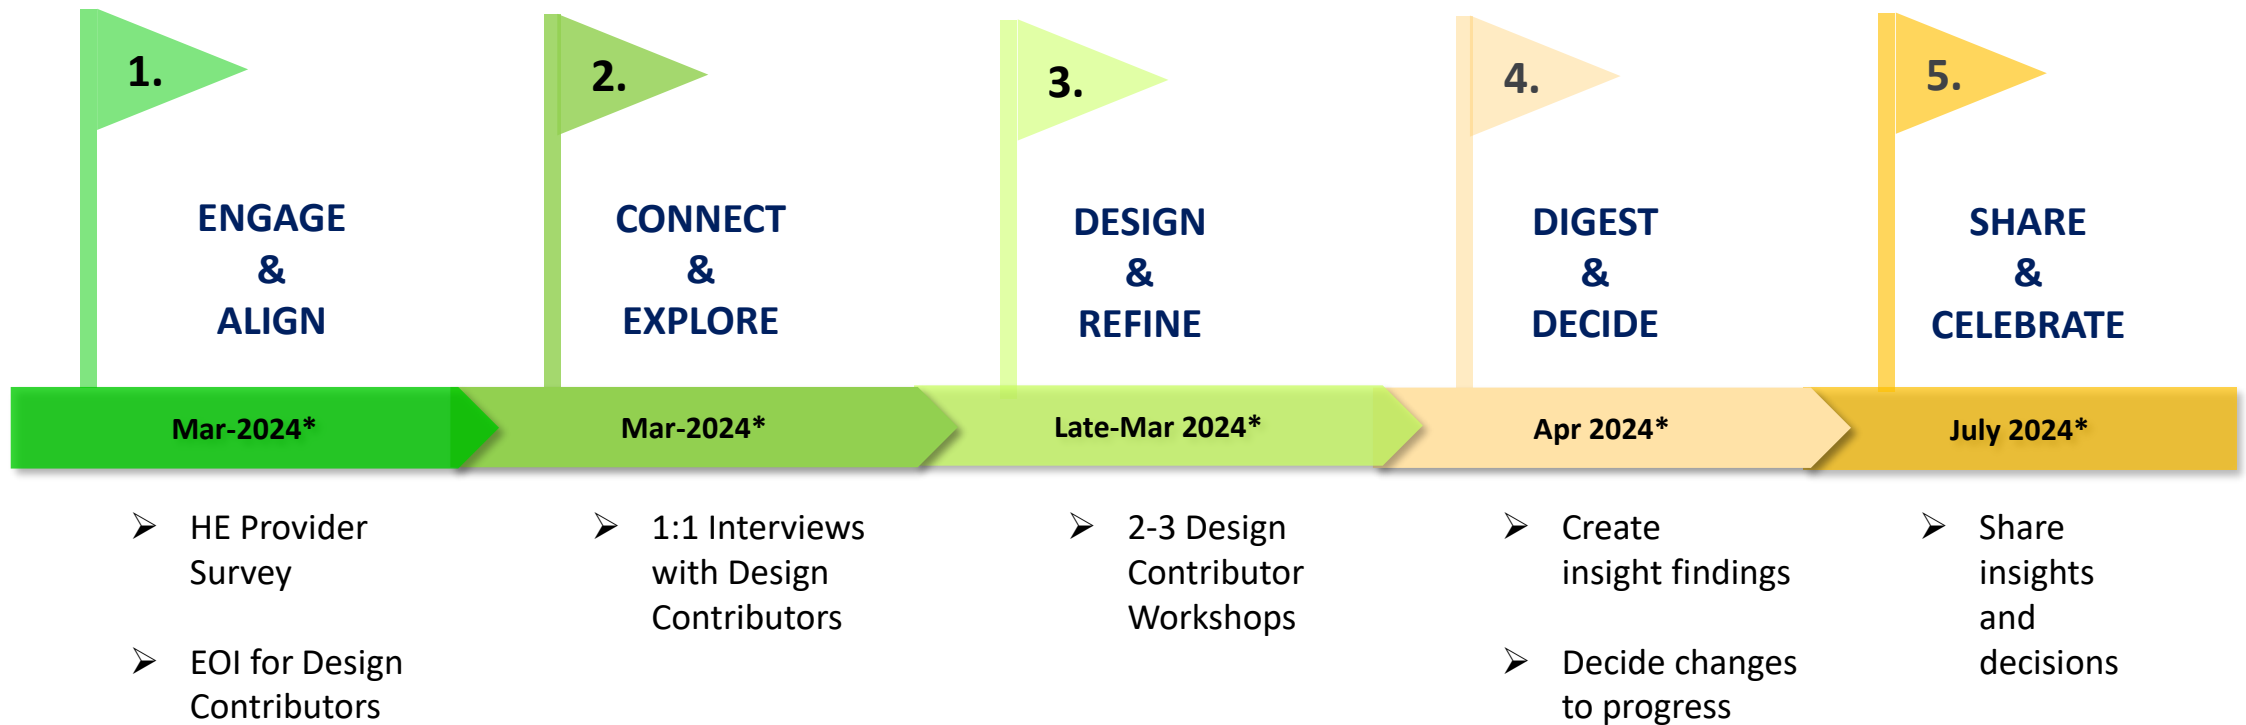 1.
ENGAGE
&
ALIGN
Mar-2024*
➢ HE Provider
Survey
➢ EOI for Design
Contributors
2.
CONNECT
&
EXPLORE
Mar-2024*
➢ 1:1 Interviews
with Design
Contributors
3.
DESIGN
&
REFINE
Late-Mar 2024*
➢ 2-3 Design
Contributor
Workshops
4.
DIGEST
&
DECIDE
Apr 2024*
➢ Create
insight findings
➢ Decide changes
to progress
5.
SHARE
&
CELEBRATE
July 2024*
➢ Share
insights
and
decisions